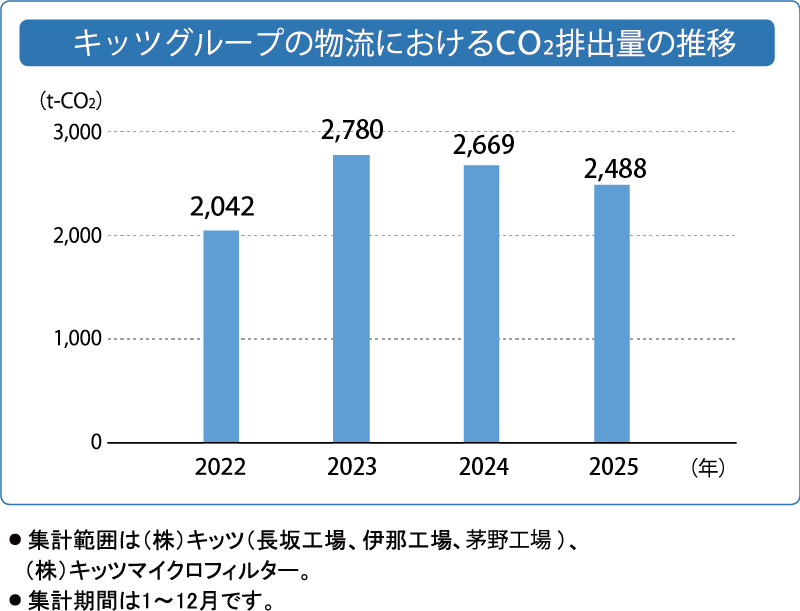 キッツグループの物流におけるCO₂排出量の推移
(t-CO₂)
3,000
2,000
1,000
0
2,042
2,780
2,669
2,488
2022 2023 2024 2025 (年)
● 集計範囲は(株)キッツ(長坂工場、伊那工場、茅野工場)、
(株)キッツマイクロフィルター。
● 集計期間は1〜12月です。